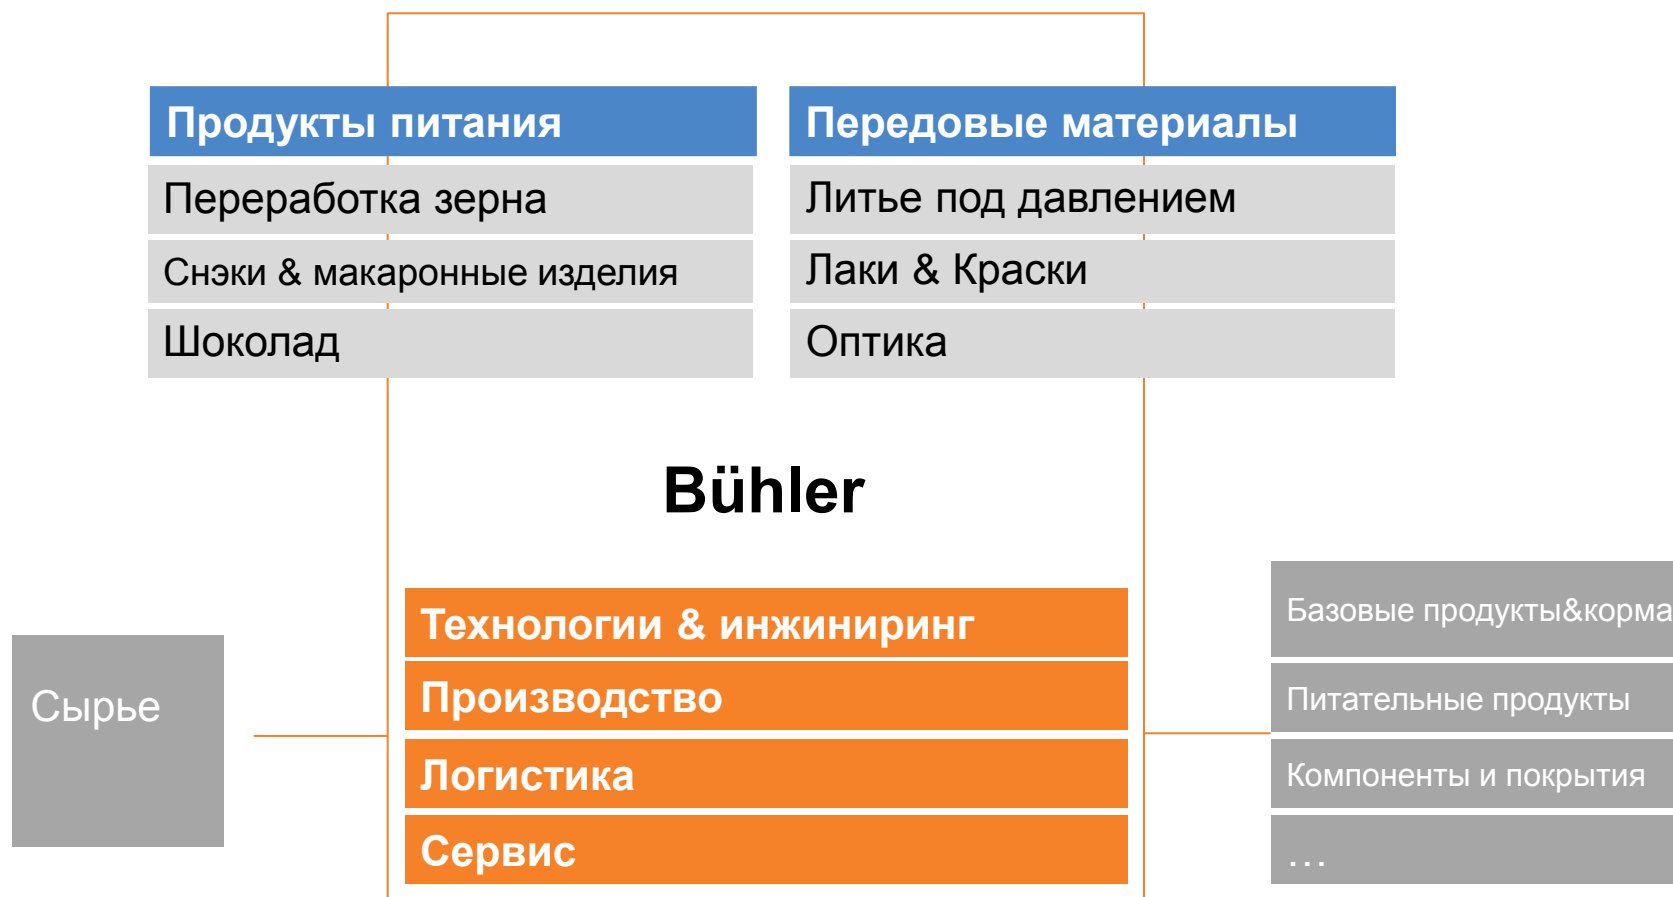 Продукты питания
Переработка зерна
Снэки & макаронные изделия
Шоколад
Передовые материалы
Литье под давлением
Лаки & Краски
Оптика
Bühler
Сырье
Технологии & инжиниринг
Производство
Логистика
Сервис
Базовые продукты&корма
Питательные продукты
Компоненты и покрытия
…